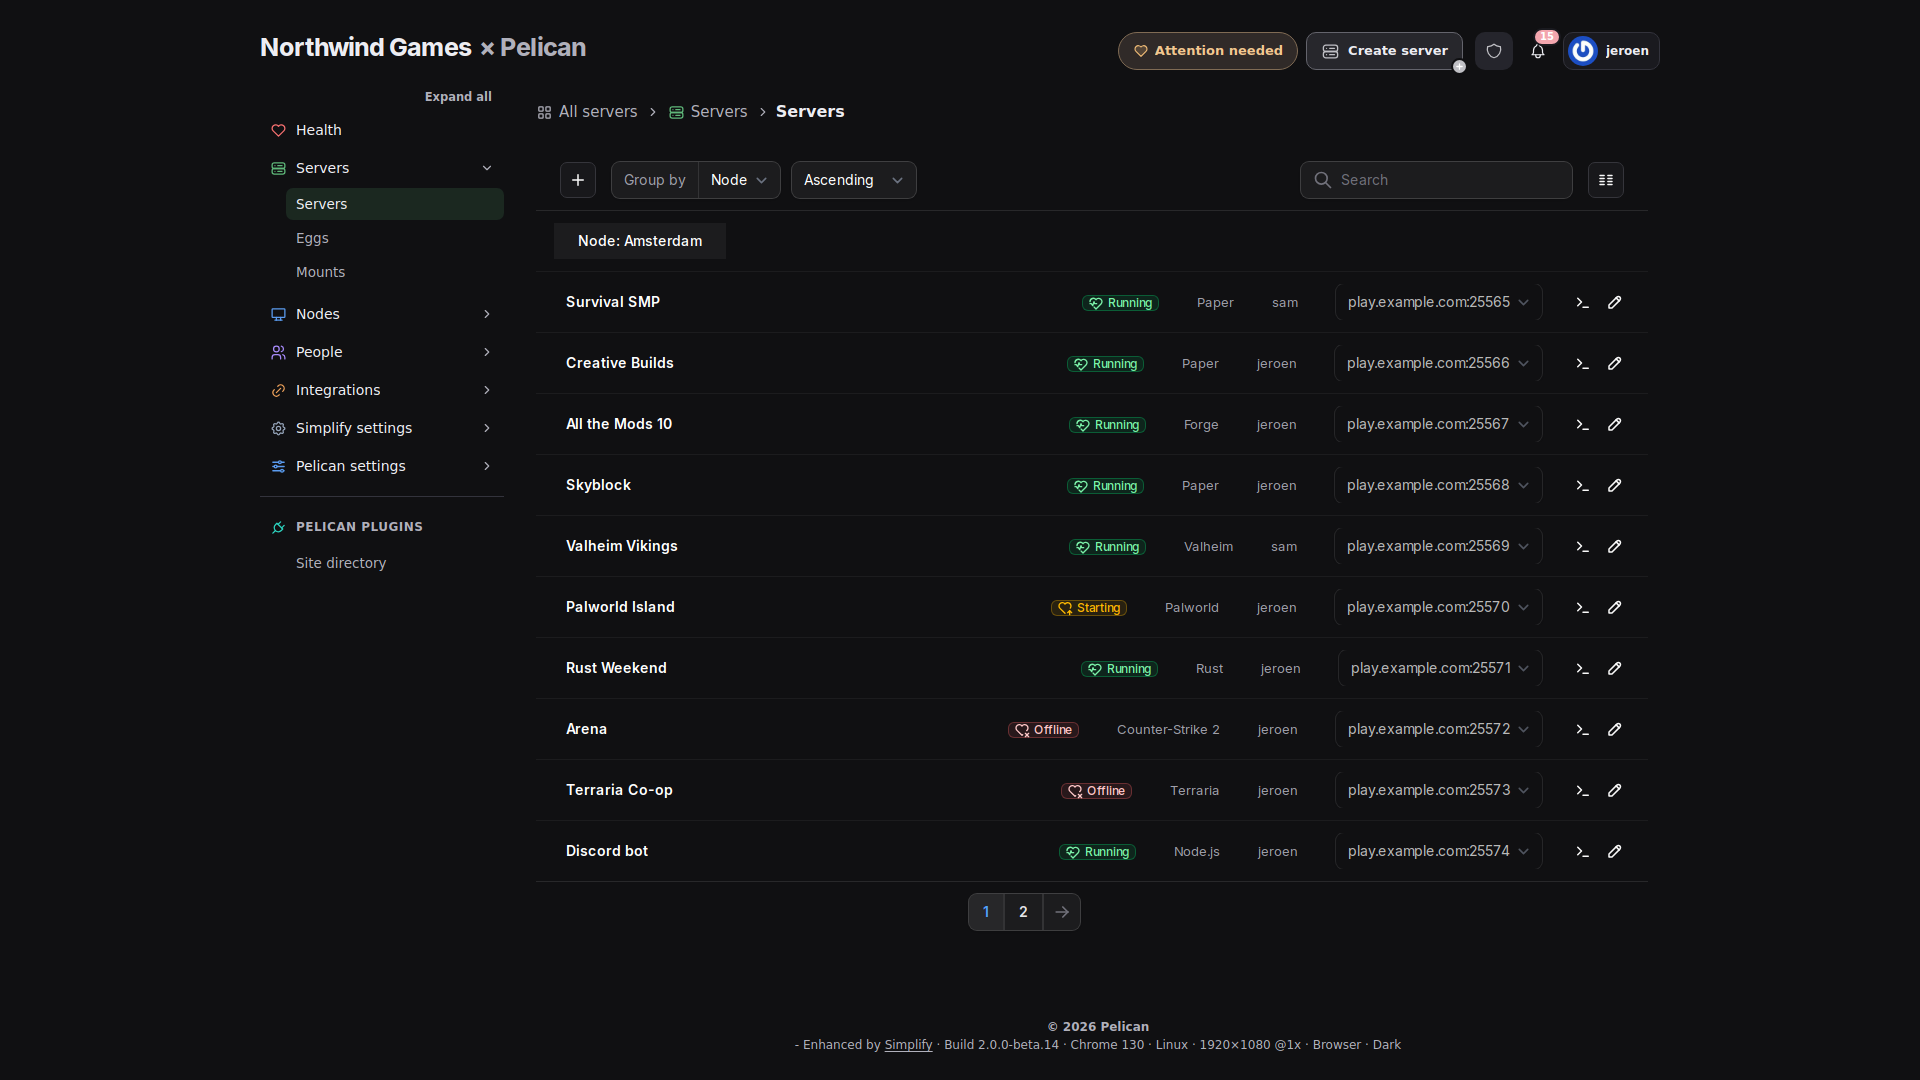 Northwind Games × Pelican
Attention needed
Create server
15
jeroen
Expand all
Health
Servers
Servers
Eggs
Mounts
Nodes
People
Integrations
Simplify settings
Pelican settings
PELICAN PLUGINS
Site directory
All servers > Servers > Servers
Group by Node Ascending Search
Node: Amsterdam
Survival SMP Running Paper sam play.example.com:25565
Creative Builds Running Paper jeroen play.example.com:25566
All the Mods 10 Running Forge jeroen play.example.com:25567
Skyblock Running Paper jeroen play.example.com:25568
Valheim Vikings Running Valheim sam play.example.com:25569
Palworld Island Starting Palworld jeroen play.example.com:25570
Rust Weekend Running Rust jeroen play.example.com:25571
Arena Offline Counter-Strike 2 jeroen play.example.com:25572
Terraria Co-op Offline Terraria jeroen play.example.com:25573
Discord bot Running Node.js jeroen play.example.com:25574
1 2
© 2026 Pelican
- Enhanced by Simplify · Build 2.0.0-beta.14 · Chrome 130 · Linux · 1920×1080 @1x · Browser · Dark